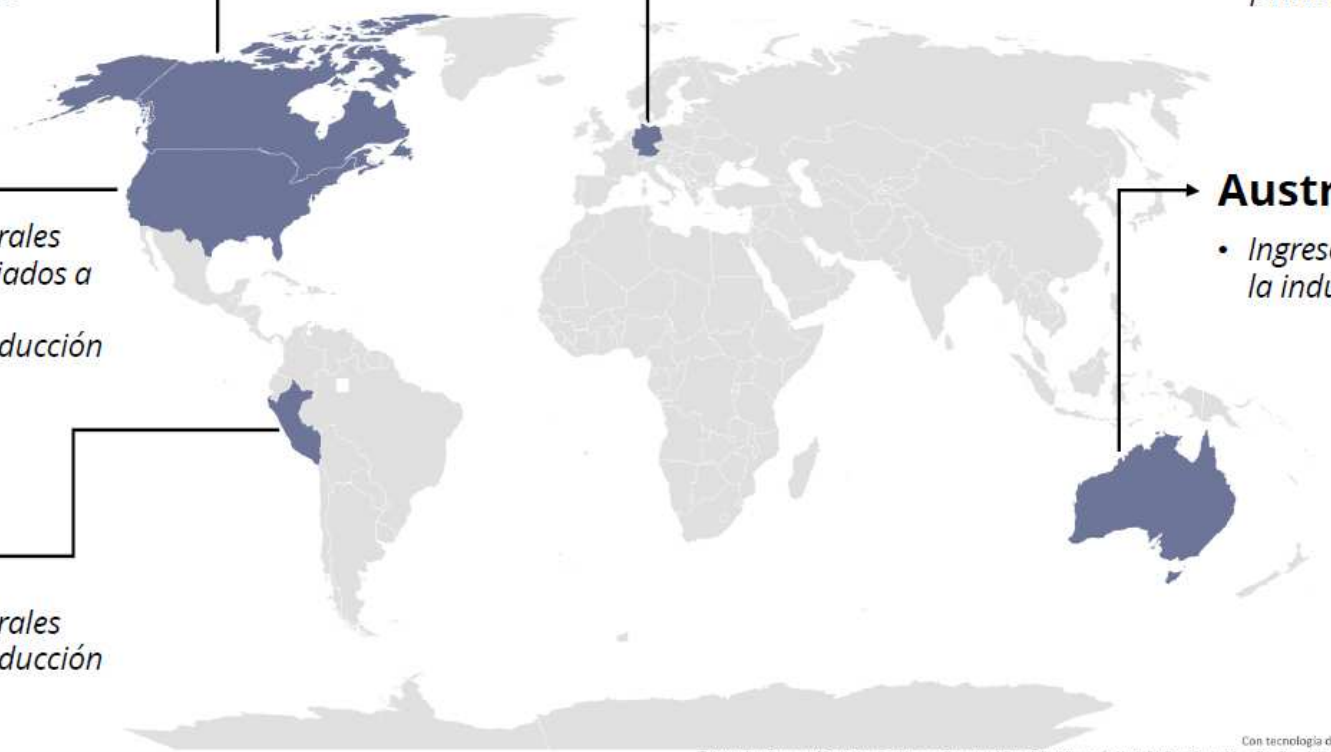 rales
iados a
ducción
rales
ducción
Austr
• Ingres
la indu
Con tecnología d